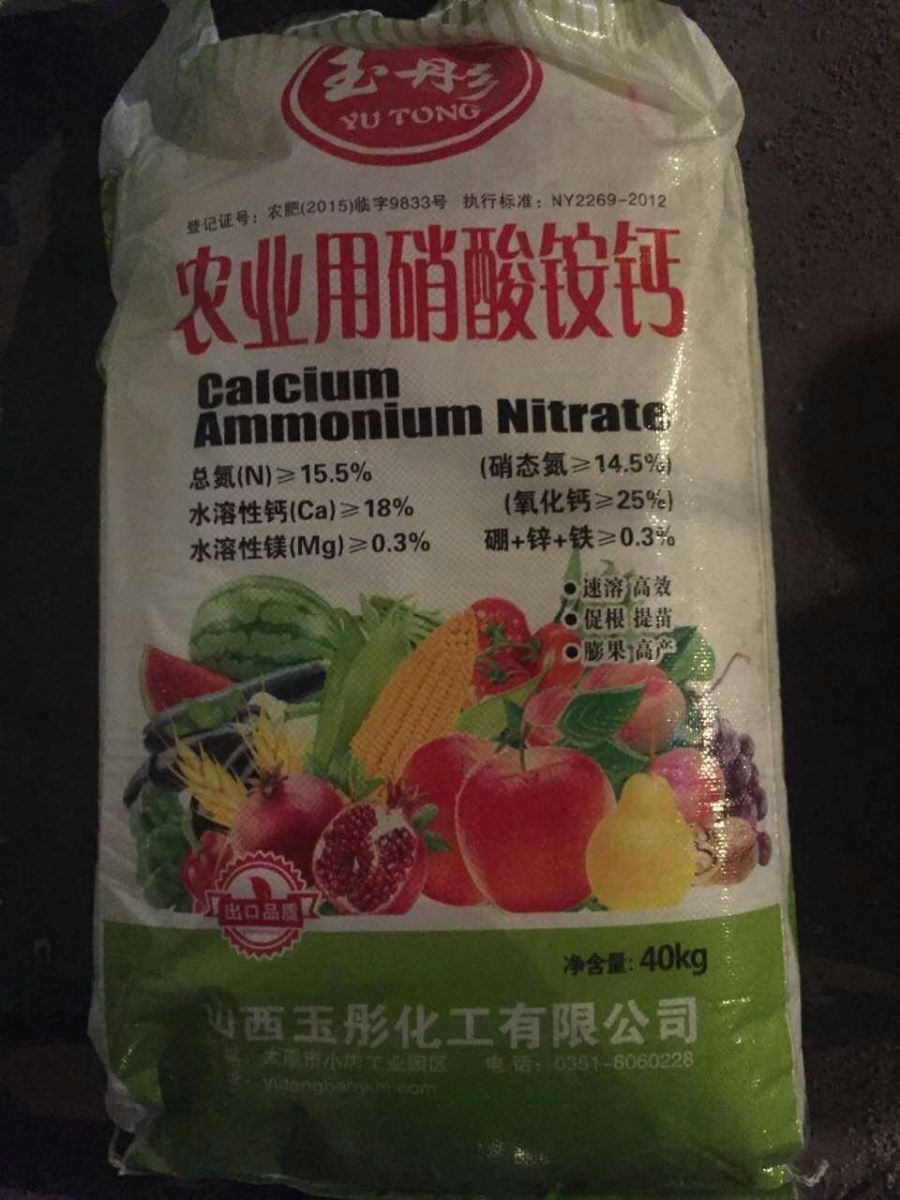 玉彤
YU TONG
登记证号：农肥(2015)临字9833号 执行标准：NY2269-2012
农业用硝酸铵钙
Calcium
Ammonium Nitrate
总氮(N)≥15.5% (硝态氮≥14.5%)
水溶性钙(Ca)≥18% (氧化钙≥25%)
水溶性镁(Mg)≥0.3% 硼+锌+铁≥0.3%
●速溶 高效
●促根 提苗
●膨果 高产
出口品质
净含量: 40kg
山西玉彤化工有限公司
太原市小店工业园区 电话：0351-6060228